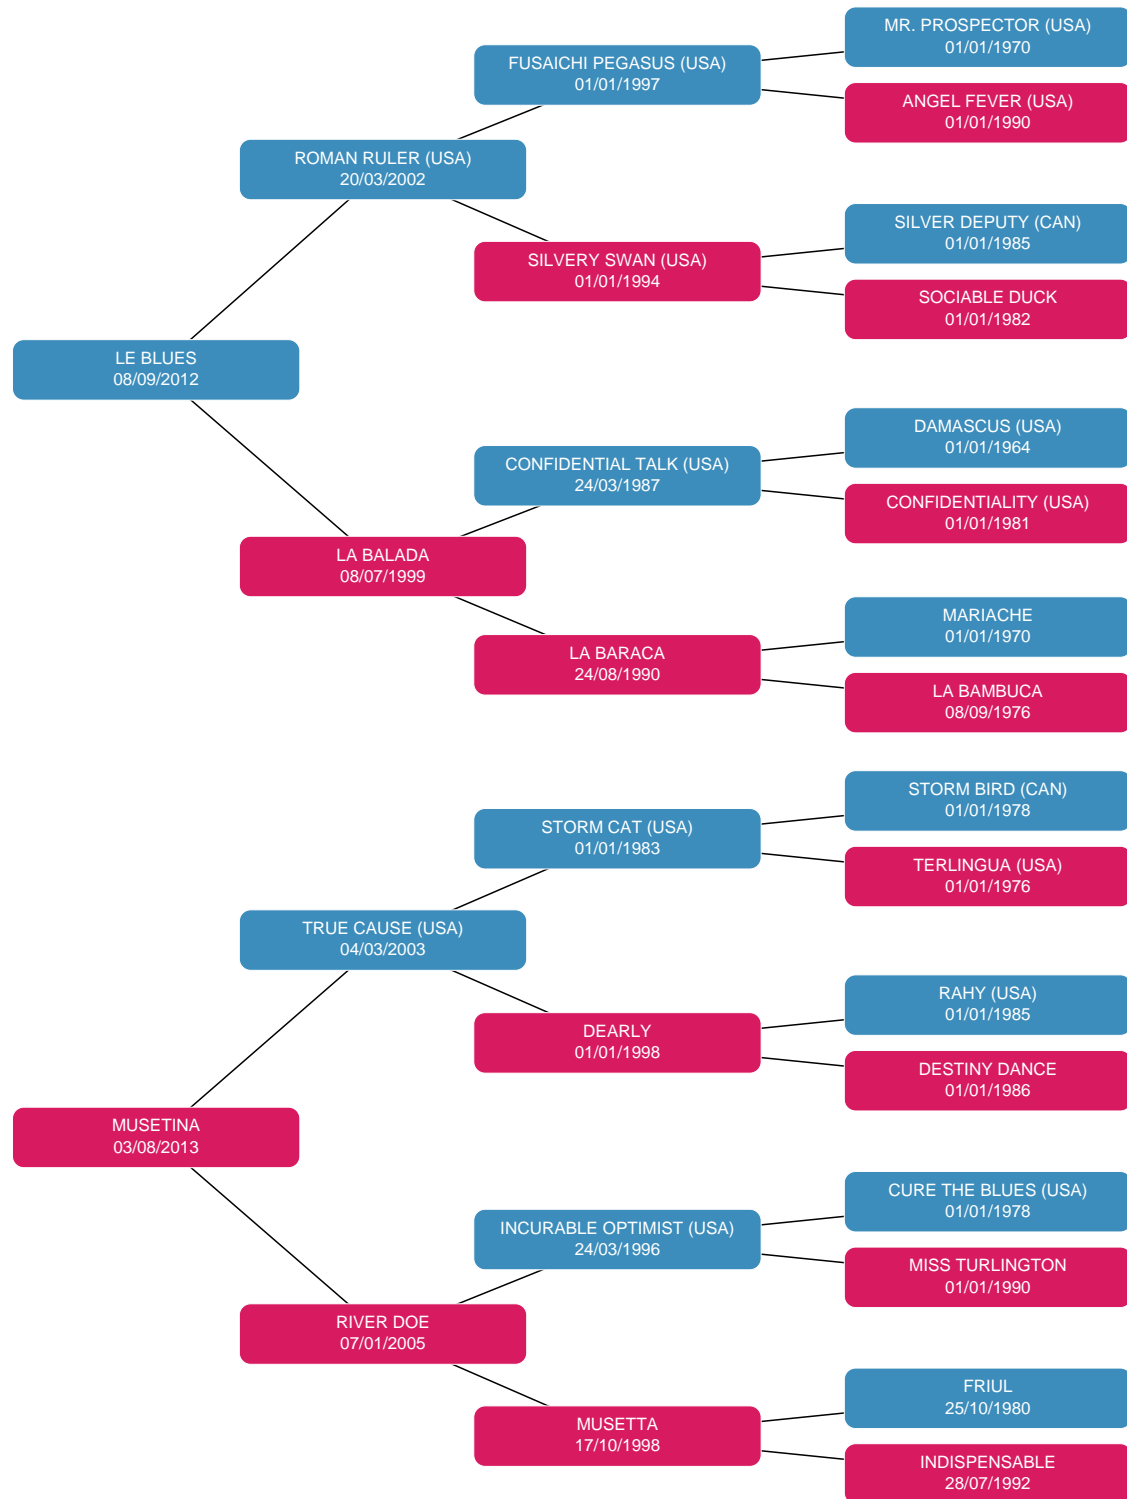 MR. PROSPECTOR (USA)
01/01/1970
FUSAICHI PEGASUS (USA)
01/01/1997
ANGEL FEVER (USA)
01/01/1990
ROMAN RULER (USA)
20/03/2002
SILVER DEPUTY (CAN)
01/01/1985
SILVERY SWAN (USA)
01/01/1994
SOCIABLE DUCK
01/01/1982
LE BLUES
08/09/2012
DAMASCUS (USA)
01/01/1964
CONFIDENTIAL TALK (USA)
24/03/1987
CONFIDENTIALITY (USA)
01/01/1981
LA BALADA
08/07/1999
MARIACHE
01/01/1970
LA BARACA
24/08/1990
LA BAMBUCA
08/09/1976
STORM BIRD (CAN)
01/01/1978
STORM CAT (USA)
01/01/1983
TERLINGUA (USA)
01/01/1976
TRUE CAUSE (USA)
04/03/2003
RAHY (USA)
01/01/1985
DEARLY
01/01/1998
DESTINY DANCE
01/01/1986
MUSETINA
03/08/2013
CURE THE BLUES (USA)
01/01/1978
INCURABLE OPTIMIST (USA)
24/03/1996
MISS TURLINGTON
01/01/1990
RIVER DOE
07/01/2005
FRIUL
25/10/1980
MUSETTA
17/10/1998
INDISPENSABLE
28/07/1992